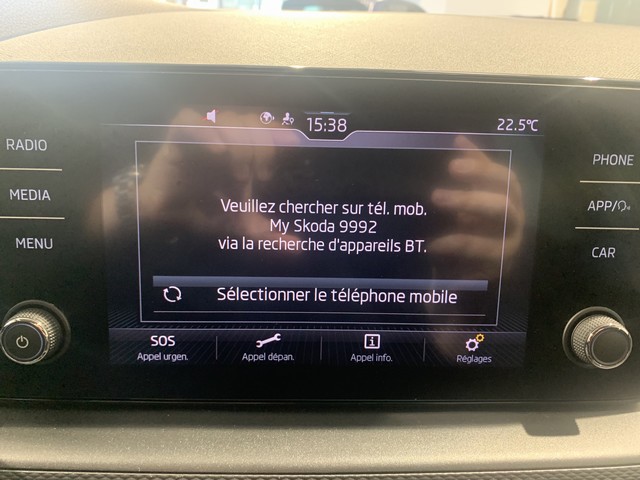 15:38
22.5°C
RADIO
MEDIA
MENU
PHONE
APP/
CAR
Veuillez chercher sur tél. mob.
My Skoda 9992
via la recherche d'appareils BT.
Sélectionner le téléphone mobile
SOS
Appel urgen.
Appel dépan.
Appel info.
Réglages